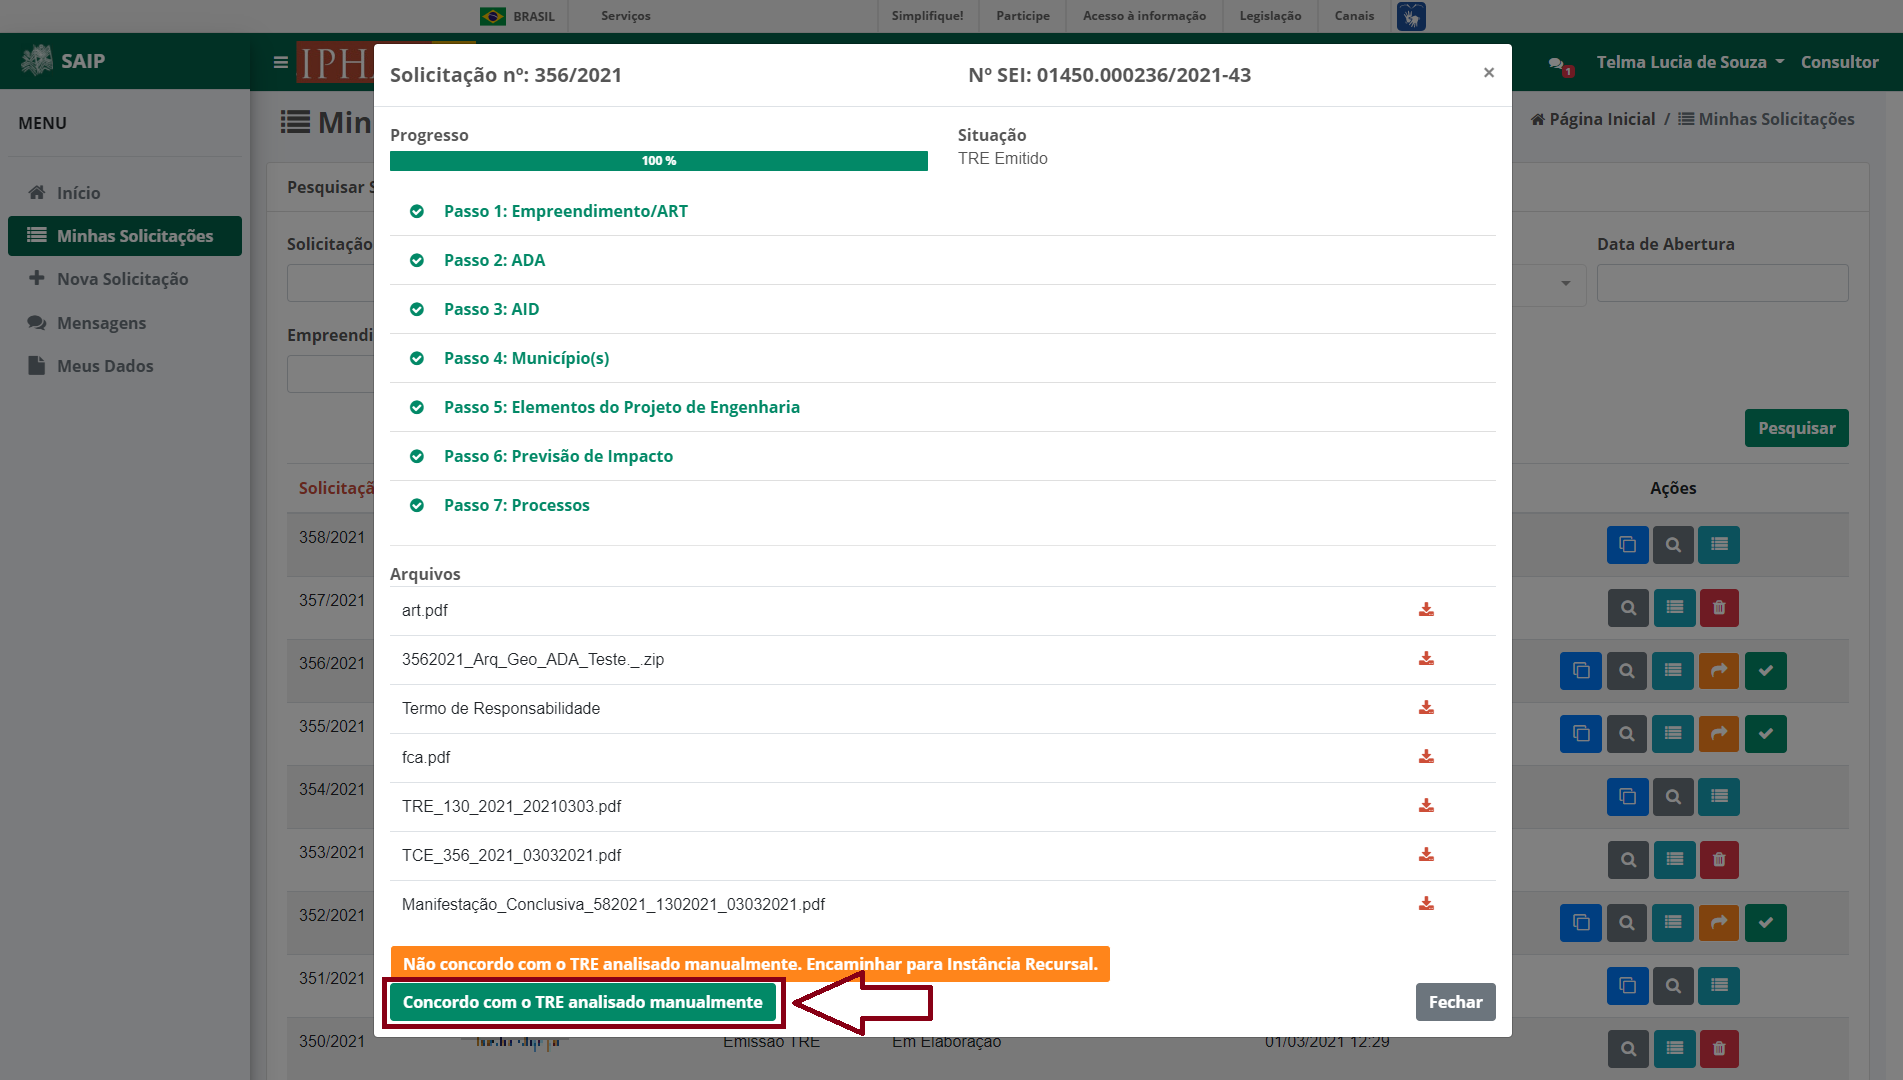 BRASIL
Serviços
Simplifique!
Participe
Acesso à informação
Legislação
Canais
SAIP
Telma Lucia de Souza
Consultor
1
MENU
Início
Minhas Solicitações
Nova Solicitação
Mensagens
Meus Dados
Página Inicial / Minhas Solicitações
Solicitação nº: 356/2021
Nº SEI: 01450.000236/2021-43
×
Progresso
100 %
Situação
TRE Emitido
Passo 1: Empreendimento/ART
Passo 2: ADA
Passo 3: AID
Passo 4: Município(s)
Passo 5: Elementos do Projeto de Engenharia
Passo 6: Previsão de Impacto
Passo 7: Processos
Arquivos
art.pdf
3562021_Arq_Geo_ADA_Teste._.zip
Termo de Responsabilidade
fca.pdf
TRE_130_2021_20210303.pdf
TCE_356_2021_03032021.pdf
Manifestação_Conclusiva_582021_1302021_03032021.pdf
Não concordo com o TRE analisado manualmente. Encaminhar para Instância Recursal.
Concordo com o TRE analisado manualmente
Fechar
Pesquisar
Solicitação
Data de Abertura
Pesquisar
Ações
358/2021
357/2021
356/2021
355/2021
354/2021
353/2021
352/2021
351/2021
350/2021
Emissão TRE
Em Elaboração
01/03/2021 12:29